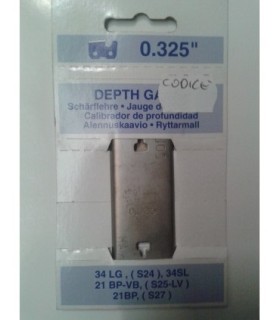 0.325"
CODICE
DEPTH GA
Schärflehre • Jauge de
Calibrador de profundidad
Alennuskaavio • Ryttarmall
34 LG , ( S24 ), 34SL
21 BP-VB, ( S25-LV )
21BP, ( S27 )